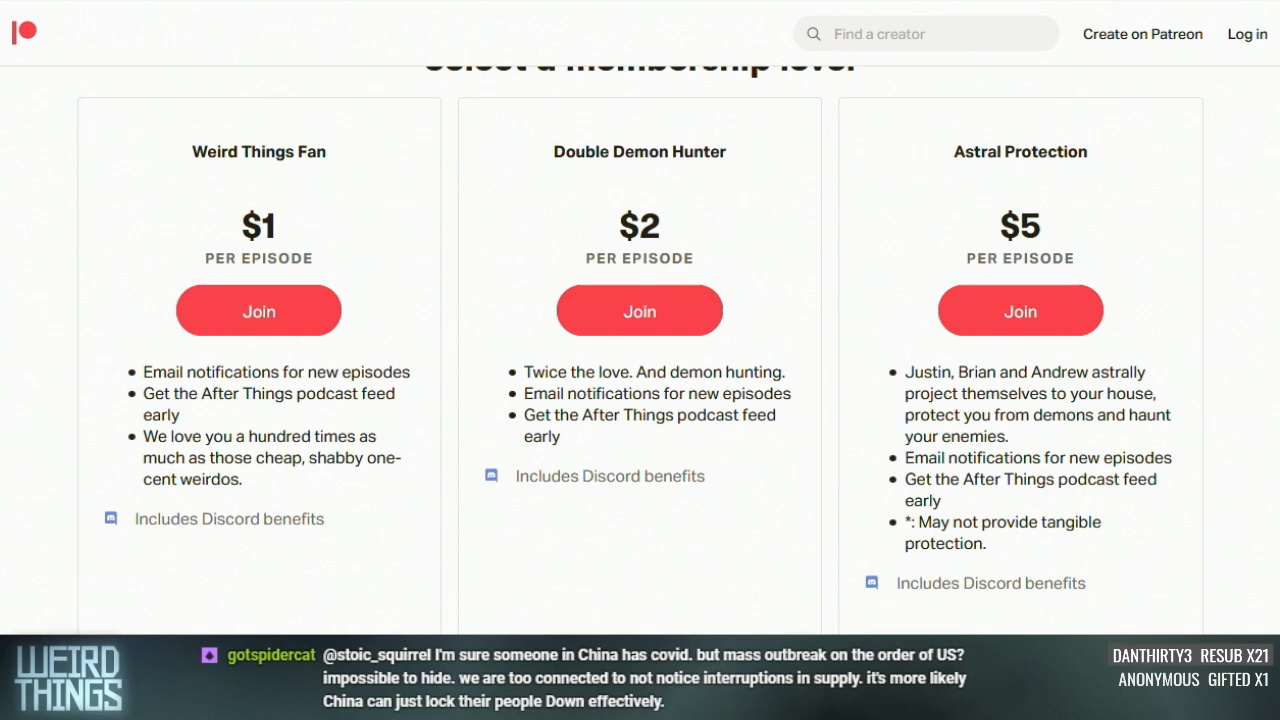 Find a creator
Create on Patreon
Log in
Select a membership level
Weird Things Fan
$1
PER EPISODE
Join
Email notifications for new episodes
Get the After Things podcast feed
early
We love you a hundred times as
much as those cheap, shabby one-
cent weirdos.
Includes Discord benefits
Double Demon Hunter
$2
PER EPISODE
Join
Twice the love. And demon hunting.
Email notifications for new episodes
Get the After Things podcast feed
early
Includes Discord benefits
Astral Protection
$5
PER EPISODE
Join
Justin, Brian and Andrew astrally
project themselves to your house,
protect you from demons and haunt
your enemies.
Email notifications for new episodes
Get the After Things podcast feed
early
*: May not provide tangible
protection.
Includes Discord benefits
WEIRD
THINGS
gotspidercat @stoic_squirrel I'm sure someone in China has covid. but mass outbreak on the order of US?
impossible to hide. we are too connected to not notice interruptions in supply. it's more likely
China can just lock their people Down effectively.
DANTHIRTY3 RESUB X21
ANONYMOUS GIFTED X1